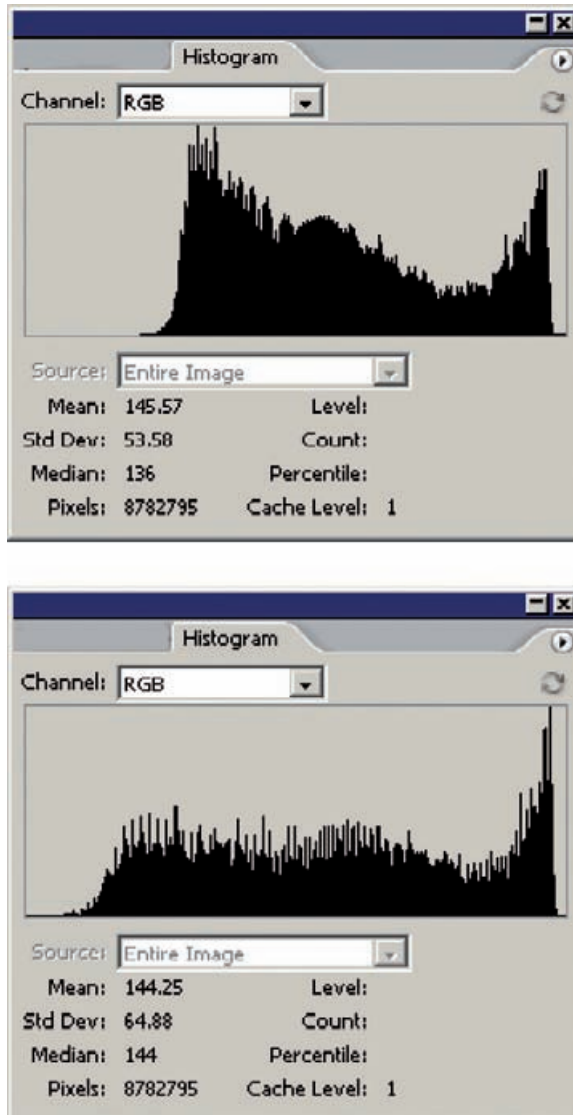 Histogram
Channel: RGB
Source: Entire Image
Mean: 145.57 Level:
Std Dev: 53.58 Count:
Median: 136 Percentile:
Pixels: 8782795 Cache Level: 1
Histogram
Channel: RGB
Source: Entire Image
Mean: 144.25 Level:
Std Dev: 64.88 Count:
Median: 144 Percentile:
Pixels: 8782795 Cache Level: 1